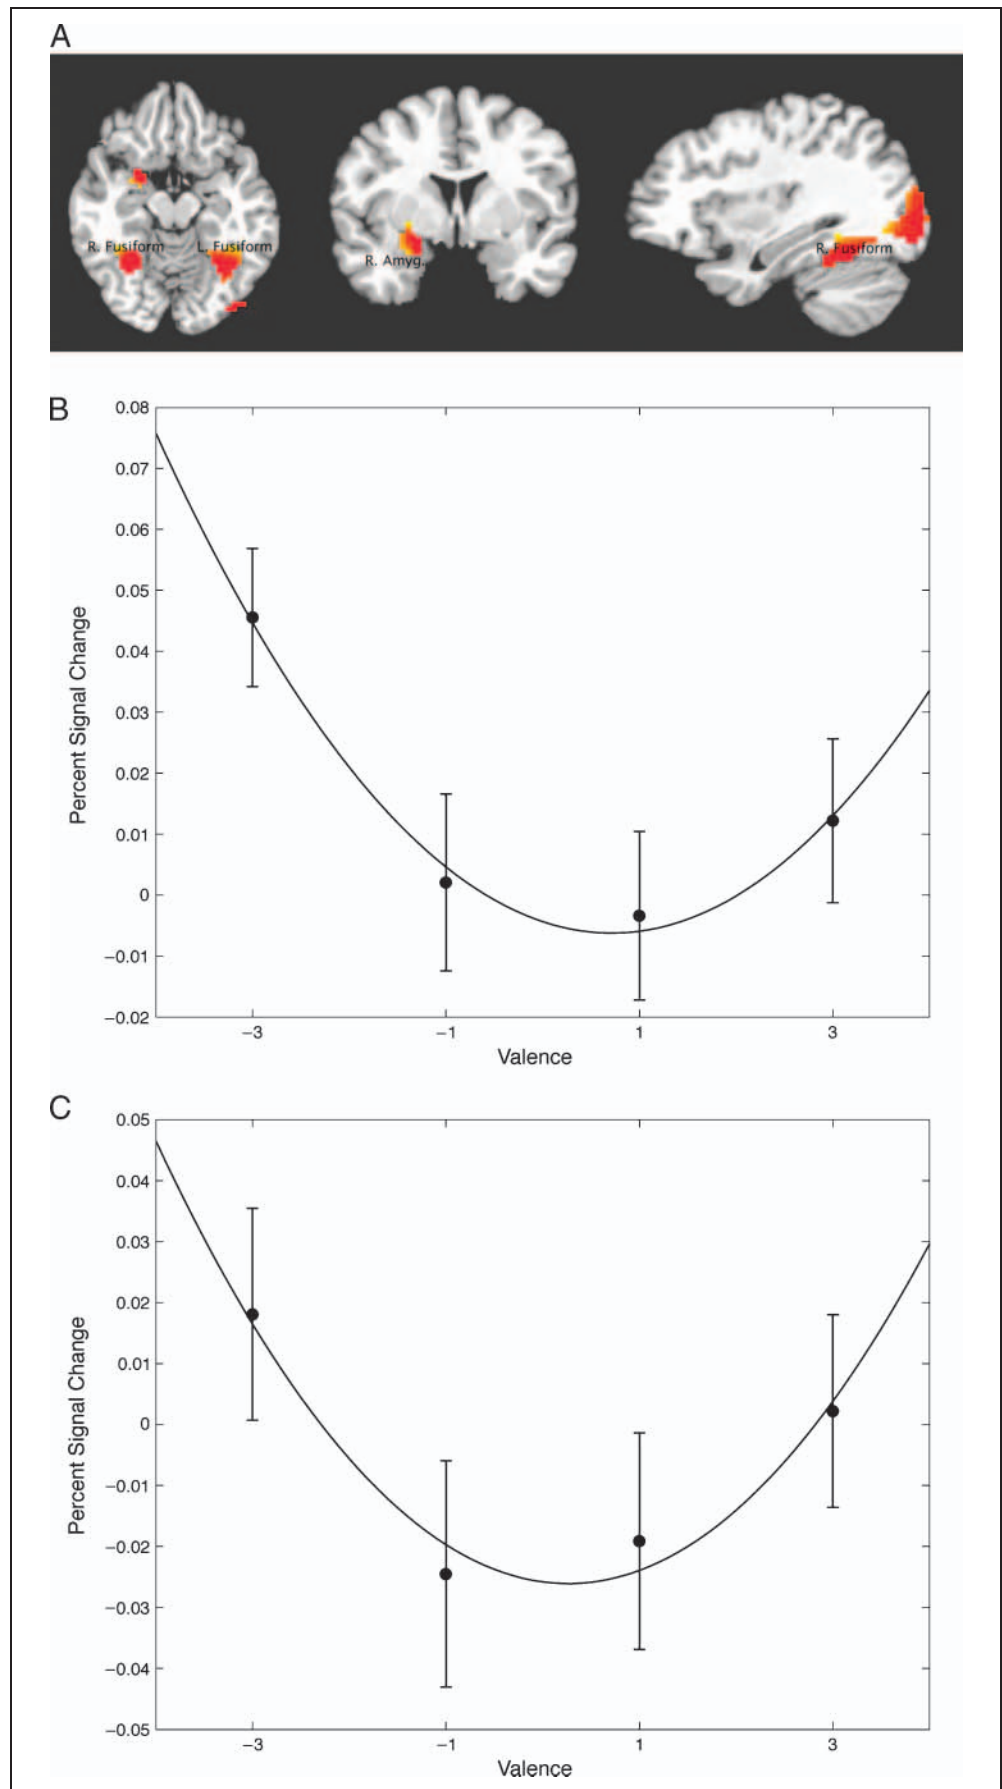 A
R. Fusiform L. Fusiform
R. Amyg.
R. Fusiform
B
0.08
0.07
0.06
0.05
0.04
0.03
0.02
0.01
0
−0.01
−0.02
Percent Signal Change
−3 −1 1 3
Valence
C
0.05
0.04
0.03
0.02
0.01
0
−0.01
−0.02
−0.03
−0.04
−0.05
Percent Signal Change
−3 −1 1 3
Valence